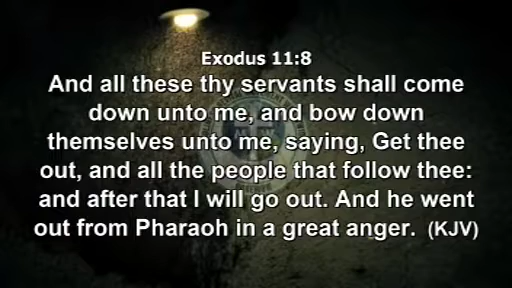 Exodus 11:8
And all these thy servants shall come
down unto me, and bow down
themselves unto me, saying, Get thee
out, and all the people that follow thee:
and after that I will go out. And he went
out from Pharaoh in a great anger. (KJV)